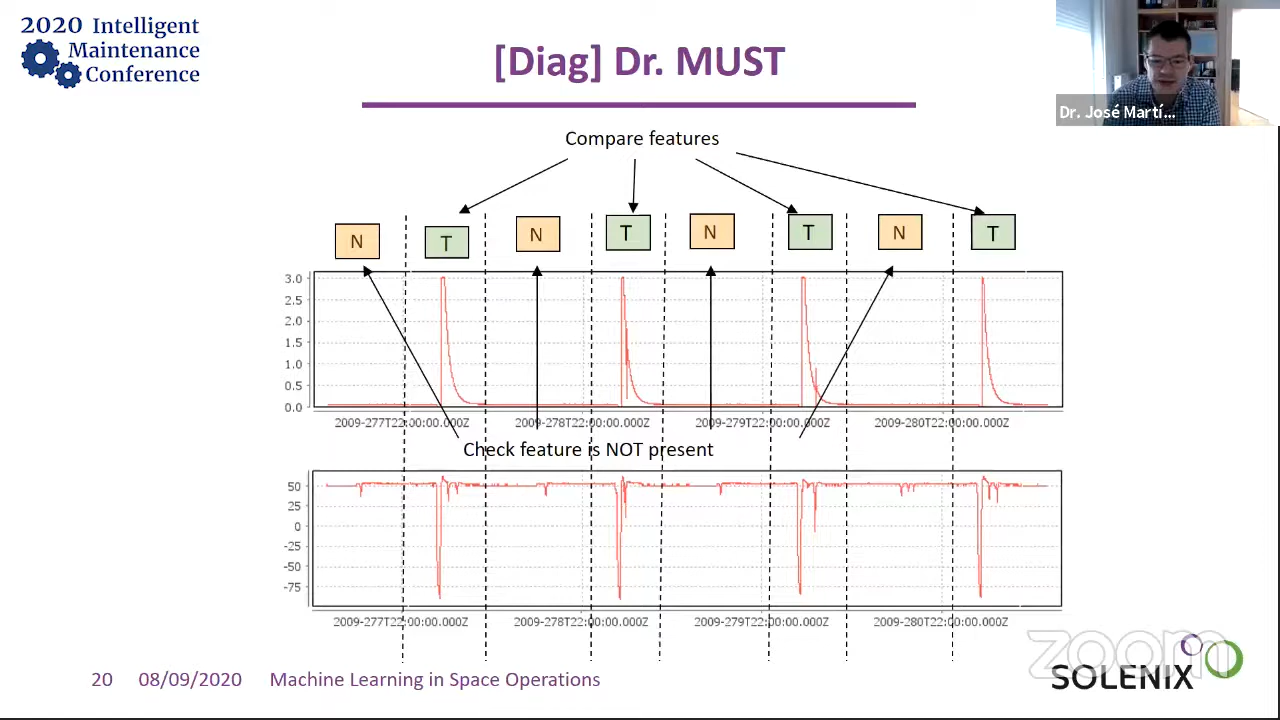 2020 Intelligent
Maintenance
Conference
[Diag] Dr. MUST
Dr. José Martí...
Compare features
N T N T N T N T
3.0
2.5
2.0
1.5
1.0
0.5
0.0
2009-277T22:00:00.000Z 2009-278T22:00:00.000Z 2009-279T22:00:00.000Z 2009-280T22:00:00.000Z
Check feature is NOT present
50
25
0
-25
-50
-75
2009-277T22:00:00.000Z 2009-278T22:00:00.000Z 2009-279T22:00:00.000Z 2009-280T22:00:00.000Z
zoom
SOLENIX
20 08/09/2020 Machine Learning in Space Operations